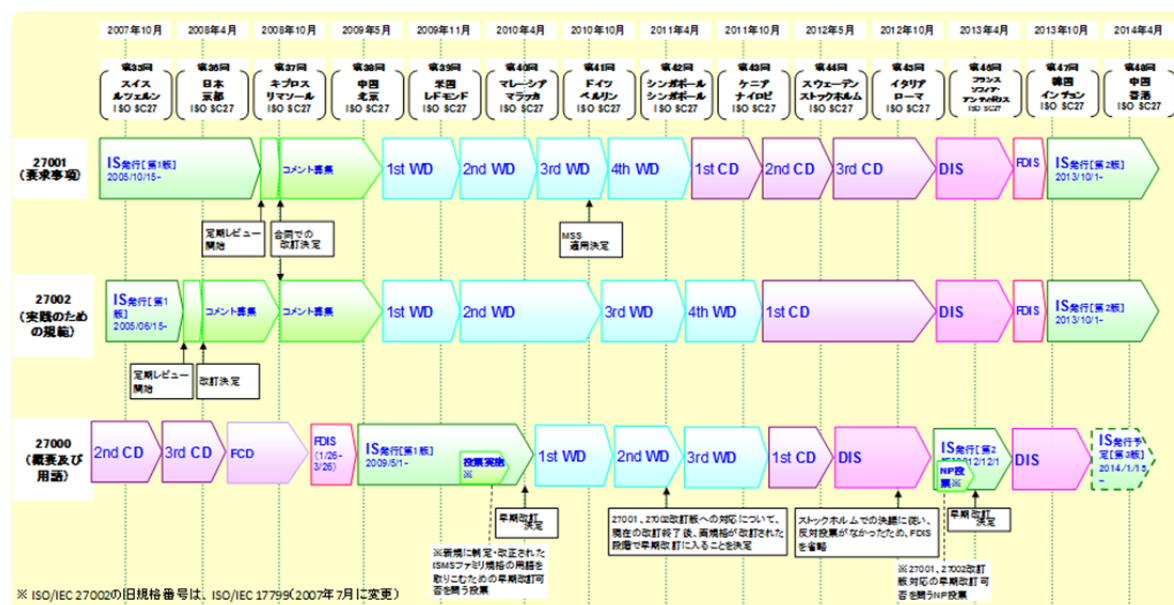 2007年10月 2008年4月 2008年10月 2009年5月 2009年11月 2010年4月 2010年10月 2011年4月 2011年10月 2012年5月 2012年10月 2013年4月 2013年10月 2014年4月
第35回 第36回 第37回 第38回 第39回 第40回 第41回 第42回 第43回 第44回 第45回 第46回 第47回 第48回
スイス 日本 キプロス 中国 米国 マレーシア ドイツ シンガポール ケニア スウェーデン イタリア フランス 韓国 中国
ルツェルン 京都 リマソール 北京 レドモンド マラッカ ベルリン シンガポール ナイロビ ストックホルム ローマ ソフィア・ インチョン 香港
アンティポリス
ISO SC27 ISO SC27 ISO SC27 ISO SC27 ISO SC27 ISO SC27 ISO SC27 ISO SC27 ISO SC27 ISO SC27 ISO SC27 ISO SC27 ISO SC27 ISO SC27
27001
(要求事項)
IS発行[第1版]
2005/10/15-
コメント募集
1st WD
2nd WD
3rd WD
4th WD
1st CD
2nd CD
3rd CD
DIS
FDIS
IS発行[第2版]
2013/10/1-
定期レビュー
開始
合同での
改訂決定
MSS
適用決定
27002
(実践のため
の規範)
IS発行[第1
版]
2005/06/15-
コメント募集
コメント募集
1st WD
2nd WD
3rd WD
4th WD
1st CD
DIS
FDIS
IS発行[第2版]
2013/10/1-
定期レビュー
開始
改訂決定
27000
(概要及び
用語)
2nd CD
3rd CD
FCD
FDIS
(1/26-
3/26)
IS発行[第1版]
2009/5/1-
投票実施
※
1st WD
2nd WD
3rd WD
1st CD
DIS
IS発行[第2
012/12/1
NP投
票※
DIS
IS発行予
定[第3版]
2014/1/15
-
早期改訂
決定
※新規に制定・改正された
ISMSファミリ規格の用語を
取りこむための早期改訂可
否を問う投票
27001、27002改訂版への対応について、
現在の改訂終了後、両規格が改訂された
段階で早期改訂に入ることを決定
ストックホルムでの決議に従い、
反対投票がなかったため、FDIS
を省略
早期改訂
決定
※27001、27002改訂
版対応の早期改訂可
否を問うNP投票
※ ISO/IEC 27002の旧規格番号は、ISO/IEC 17799(2007年7月に変更)